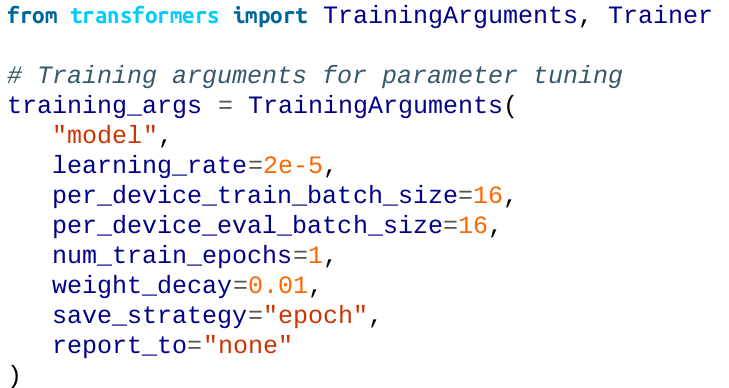 from transformers import TrainingArguments, Trainer
# Training arguments for parameter tuning
training_args = TrainingArguments(
   "model",
   learning_rate=2e-5,
   per_device_train_batch_size=16,
   per_device_eval_batch_size=16,
   num_train_epochs=1,
   weight_decay=0.01,
   save_strategy="epoch",
   report_to="none"
)